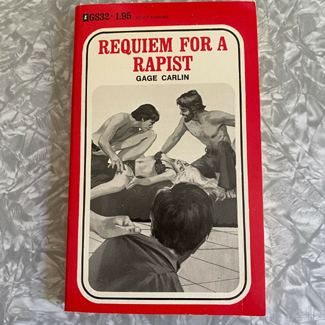 GS32 • 1.95
REQUIEM FOR A
RAPIST
GAGE CARLIN